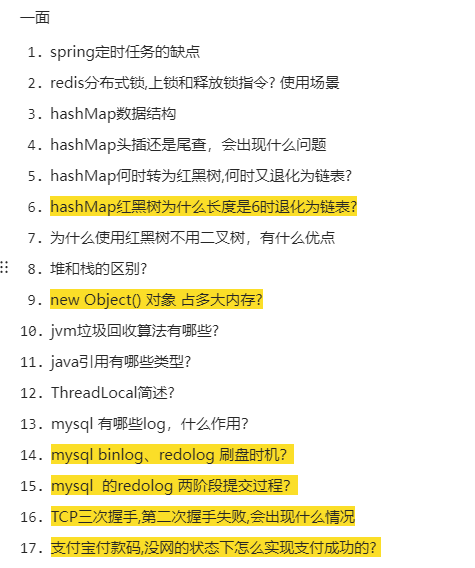 一面
1. spring定时任务的缺点
2. redis分布式锁,上锁和释放锁指令? 使用场景
3. hashMap数据结构
4. hashMap头插还是尾查，会出现什么问题
5. hashMap何时转为红黑树,何时又退化为链表?
6. hashMap红黑树为什么长度是6时退化为链表?
7. 为什么使用红黑树不用二叉树，有什么优点
8. 堆和栈的区别?
9. new Object() 对象 占多大内存?
10. jvm垃圾回收算法有哪些?
11. java引用有哪些类型?
12. ThreadLocal简述?
13. mysql 有哪些log，什么作用?
14. mysql binlog、redolog 刷盘时机?
15. mysql  的redolog 两阶段提交过程?
16. TCP三次握手,第二次握手失败,会出现什么情况
17. 支付宝付款码,没网的状态下怎么实现支付成功的?